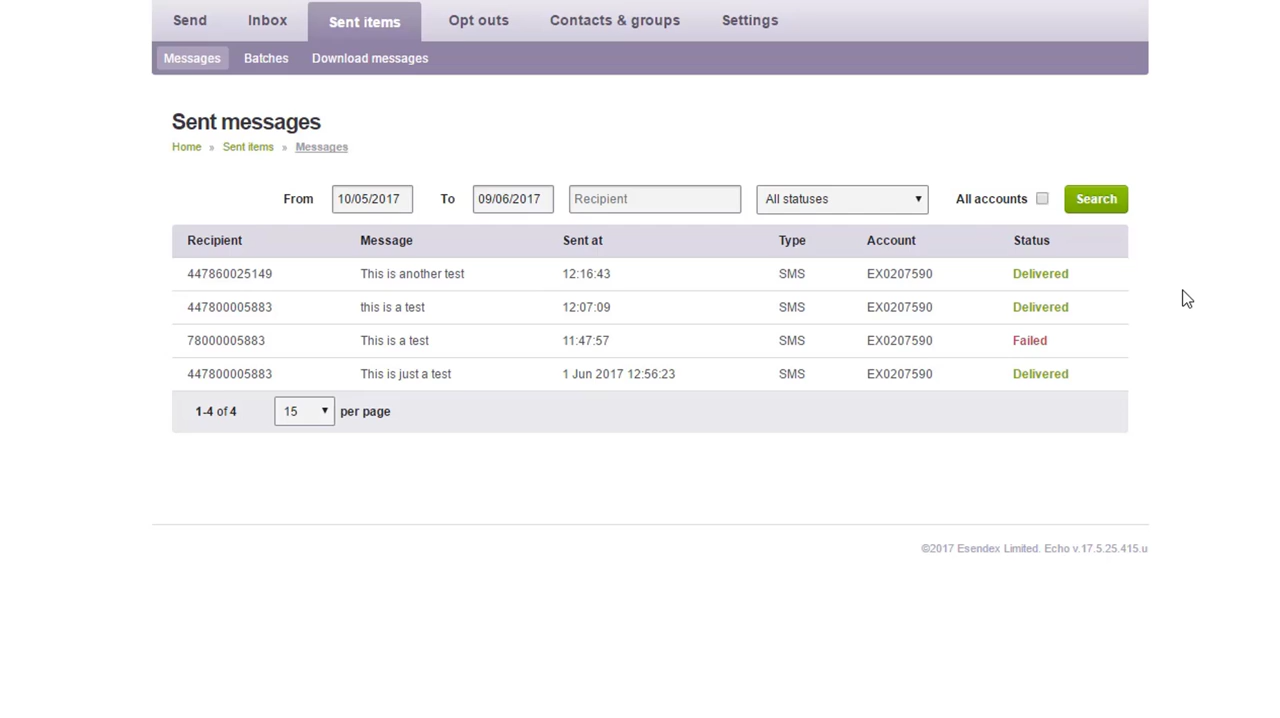 Send Inbox Sent items Opt outs Contacts & groups Settings
Messages Batches Download messages
Sent messages
Home » Sent items » Messages
From 10/05/2017 To 09/06/2017 Recipient All statuses All accounts Search
Recipient Message Sent at Type Account Status
447860025149 This is another test 12:16:43 SMS EX0207590 Delivered
447800005883 this is a test 12:07:09 SMS EX0207590 Delivered
78000005883 This is a test 11:47:57 SMS EX0207590 Failed
447800005883 This is just a test 1 Jun 2017 12:56:23 SMS EX0207590 Delivered
1-4 of 4 15 per page
©2017 Esendex Limited. Echo v.17.5.25.415.u